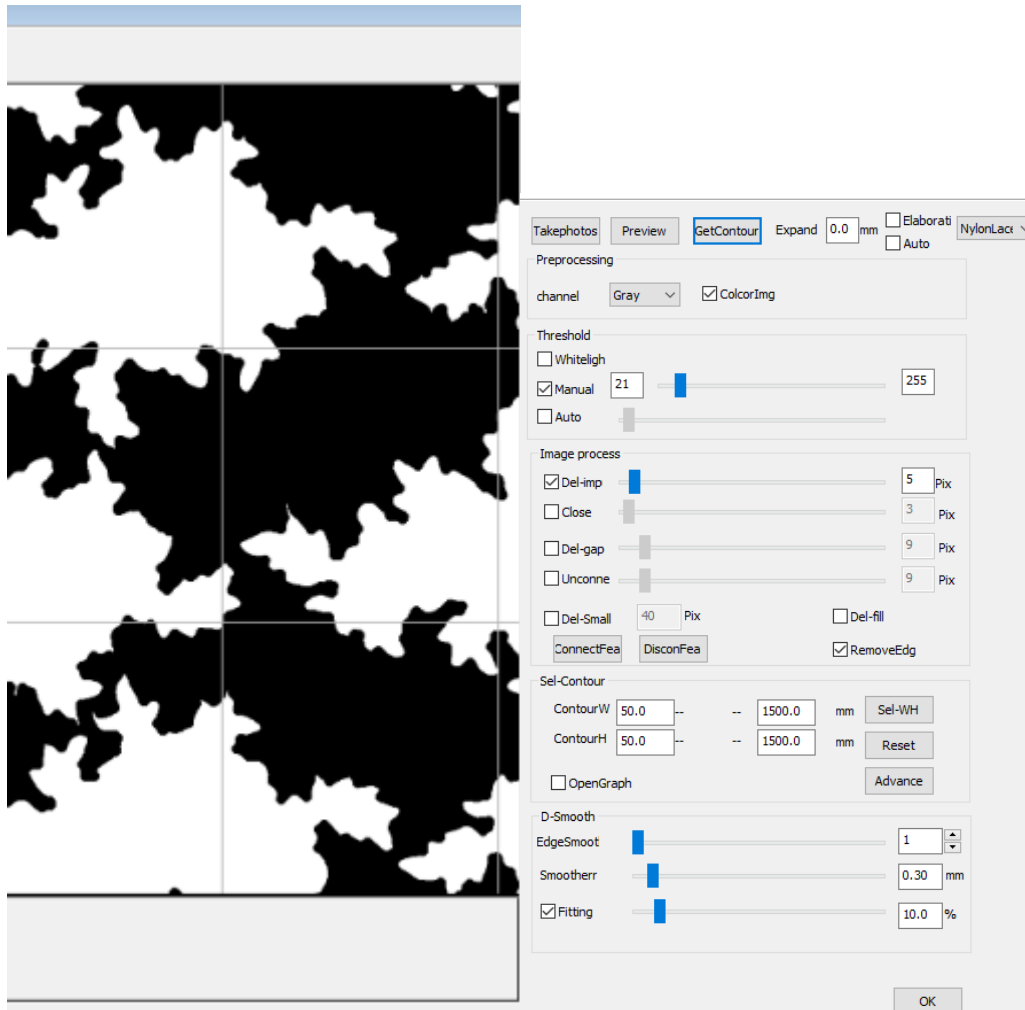 Takephotos Preview GetContour Expand 0.0 mm Elaborati NylonLace
Auto
Preprocessing
channel Gray ColcorImg
Threshold
Whiteligh
Manual 21 255
Auto
Image process
Del-imp 5 Pix
Close 3 Pix
Del-gap 9 Pix
Unconne 9 Pix
Del-Small 40 Pix Del-fill
ConnectFea DisconFea RemoveEdg
Sel-Contour
ContourW 50.0 -- -- 1500.0 mm Sel-WH
ContourH 50.0 -- -- 1500.0 mm Reset
OpenGraph Advance
D-Smooth
EdgeSmoot 1
Smootherr 0.30 mm
Fitting 10.0 %
OK